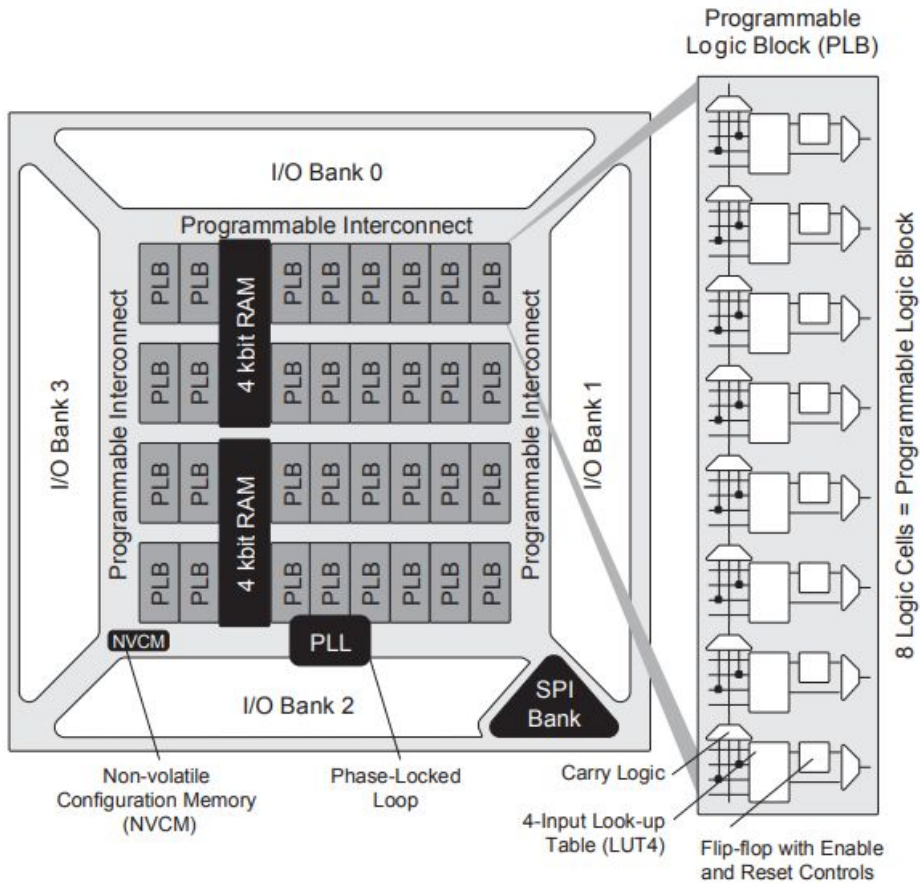 Programmable
Logic Block (PLB)
I/O Bank 0
Programmable Interconnect
I/O Bank 3
Programmable Interconnect
PLB PLB 4 kbit RAM PLB PLB PLB PLB PLB PLB
PLB PLB PLB PLB PLB PLB PLB PLB
PLB PLB 4 kbit RAM PLB PLB PLB PLB PLB PLB
PLB PLB PLB PLB PLB PLB PLB PLB
Programmable Interconnect
I/O Bank 1
8 Logic Cells = Programmable Logic Block
NVCM
PLL
I/O Bank 2
SPI
Bank
Non-volatile
Configuration Memory
(NVCM)
Phase-Locked
Loop
Carry Logic
4-Input Look-up
Table (LUT4)
Flip-flop with Enable
and Reset Controls